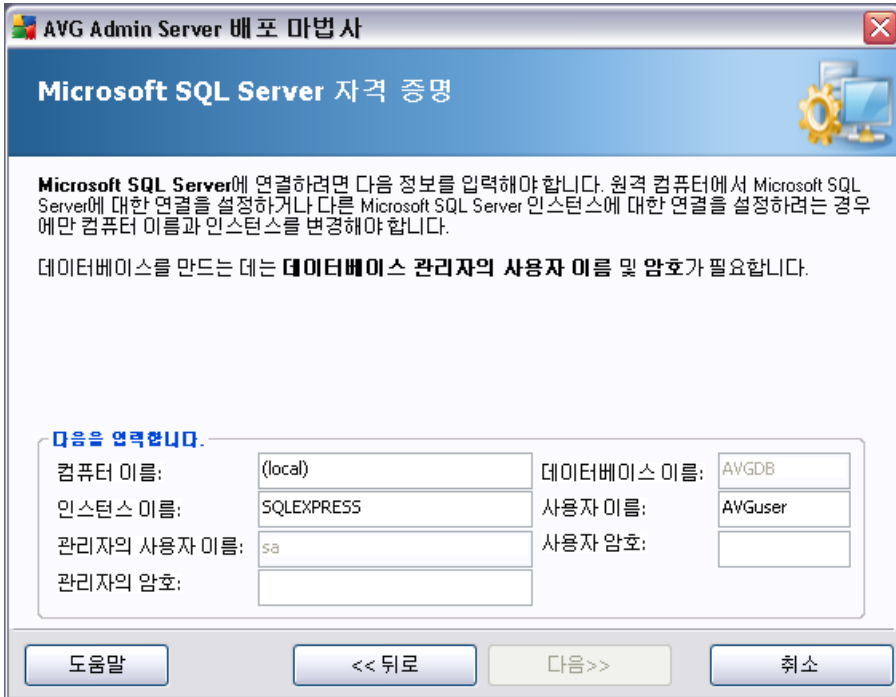 AVG Admin Server 배포 마법사
Microsoft SQL Server 자격 증명
Microsoft SQL Server에 연결하려면 다음 정보를 입력해야 합니다. 원격 컴퓨터에서 Microsoft SQL
Server에 대한 연결을 설정하거나 다른 Microsoft SQL Server 인스턴스에 대한 연결을 설정하려는 경우
에만 컴퓨터 이름과 인스턴스를 변경해야 합니다.
데이터베이스를 만드는 데는 데이터베이스 관리자의 사용자 이름 및 암호가 필요합니다.
다음을 입력합니다.
컴퓨터 이름: (local) 데이터베이스 이름: AVGDB
인스턴스 이름: SQLEXPRESS 사용자 이름: AVGuser
관리자의 사용자 이름: sa 사용자 암호:
관리자의 암호:
도움말 << 뒤로 다음>> 취소